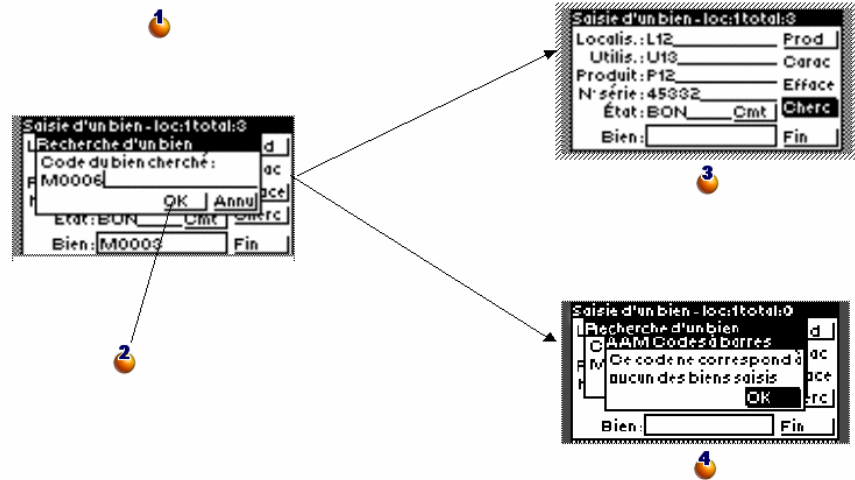 1
Saisie d'un bien - loc:1total:3
Localis.:L12 Prod
Utilis.:U13 Carac
Produit:P12 Efface
N°série:45332
État:BON Cmt Cherc
Bien: Fin
3
Saisie d'un bien - loc:1total:3
Recherche d'un bien
Code du bien cherché:
M0006
OK Annul
État:BON Cmt Cherc
Bien:M0003 Fin
2
Saisie d'un bien - loc:1total:0
Recherche d'un bien
AAM Codes à barres
Ce code ne correspond à
aucun des biens saisis
OK
Bien: Fin
4